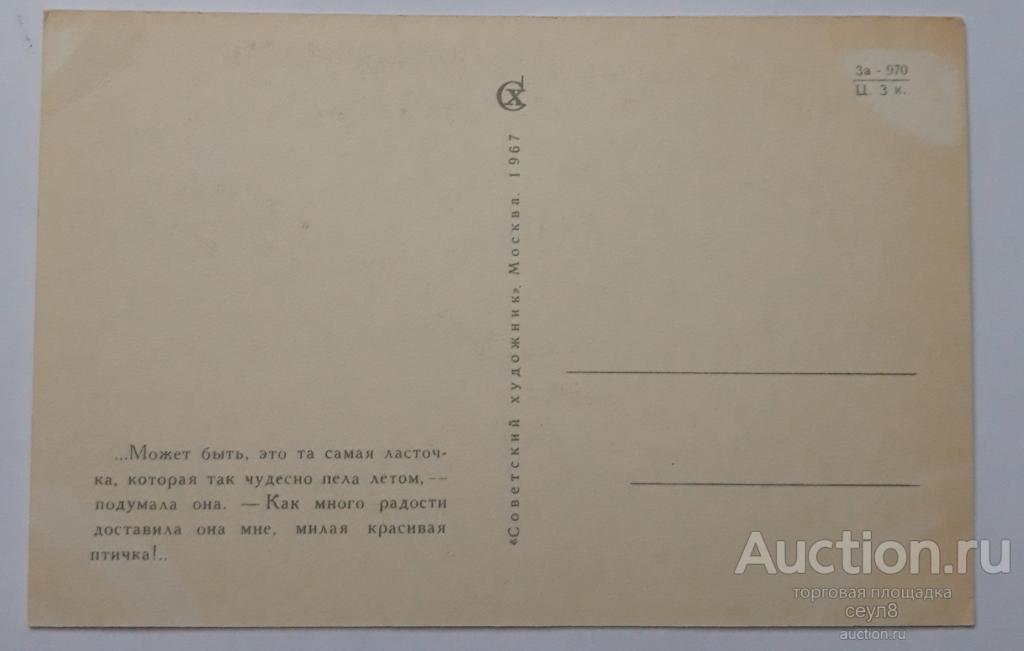 ...Может быть, это та самая ласточ-
ка, которая так чудесно пела летом, —
подумала она. — Как много радости
доставила она мне, милая красивая
птичка!..
СХ
«Советский художник». Москва. 1967
За - 970
Ц. 3 к.
Auction.ru
торговая площадка
сеул8
auction.ru